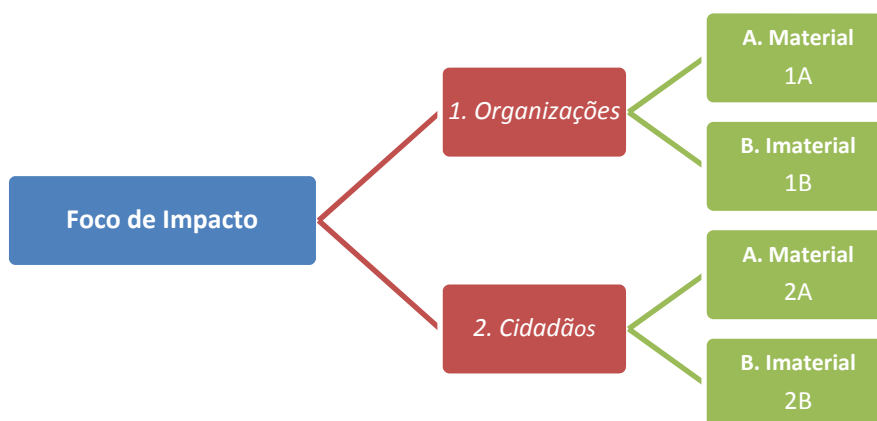 Foco de Impacto
1. Organizações
A. Material
1A
B. Imaterial
1B
2. Cidadãos
A. Material
2A
B. Imaterial
2B